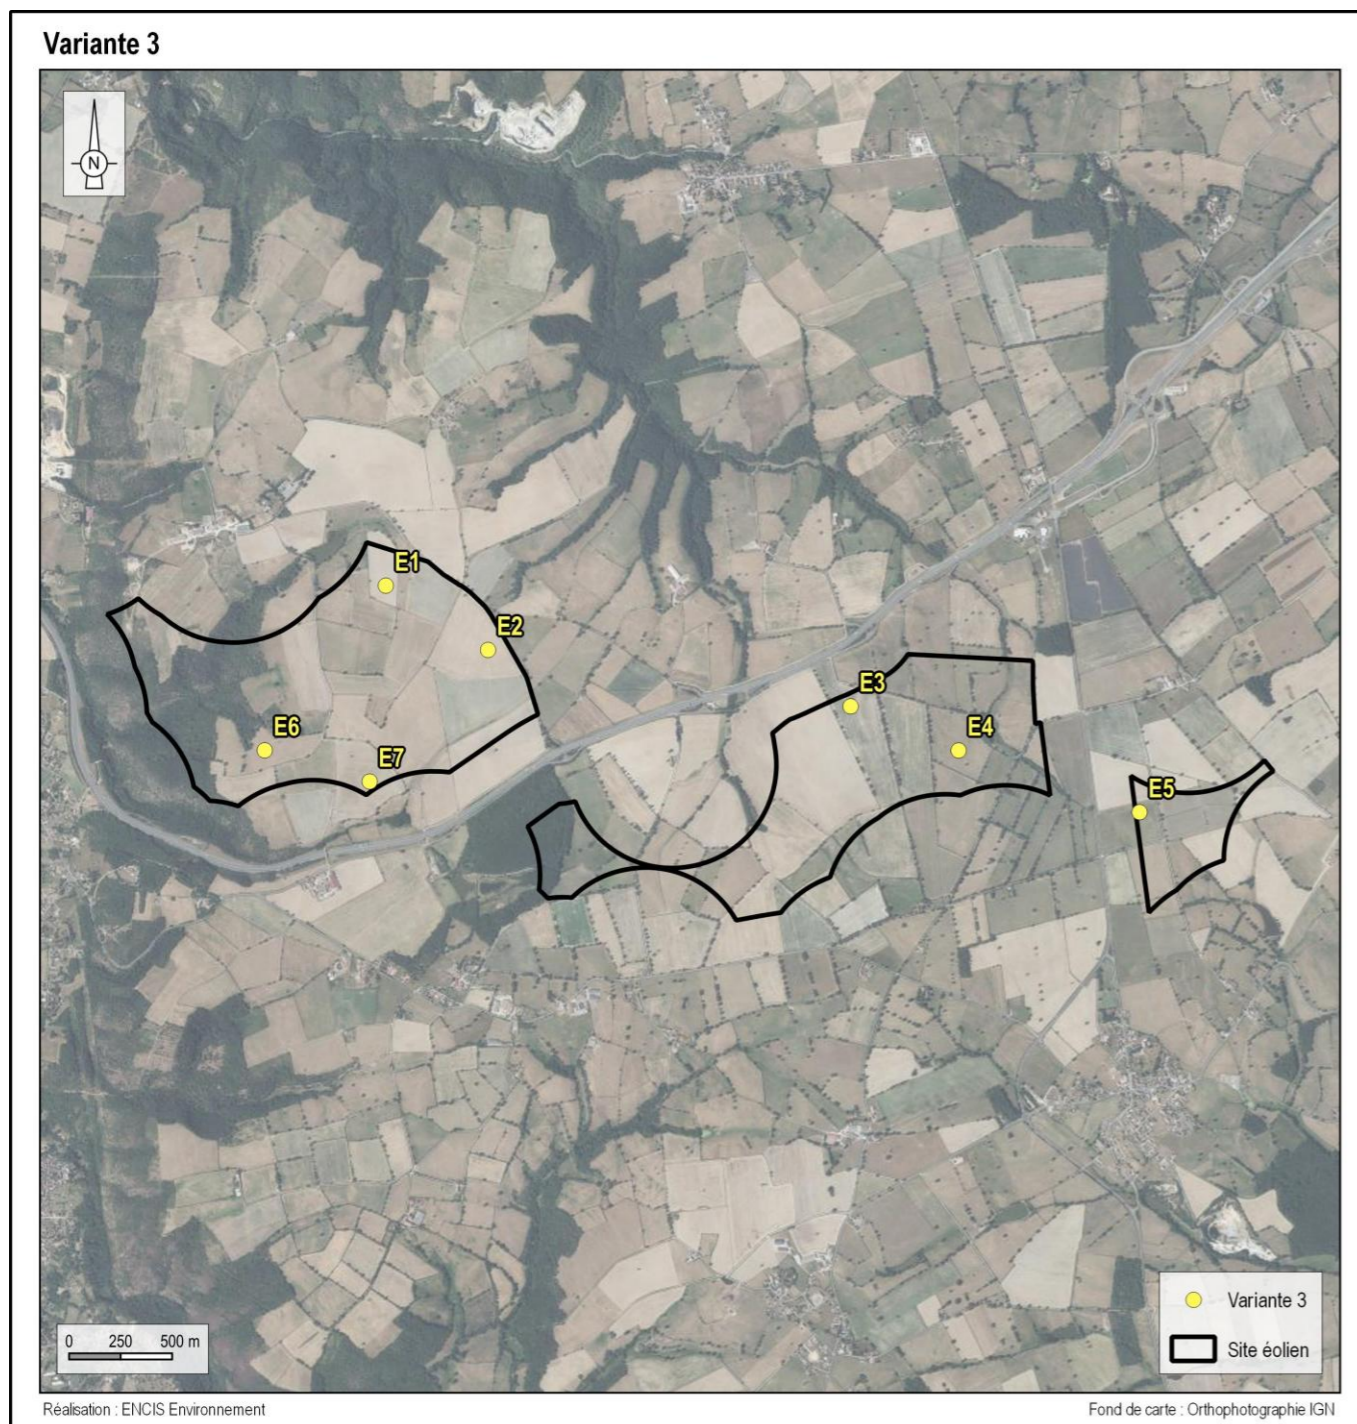 Variante 3
N
E1
E2
E3
E4
E5
E6
E7
Variante 3
Site éolien
0 250 500 m
Réalisation : ENCIS Environnement
Fond de carte : Orthophotographie IGN